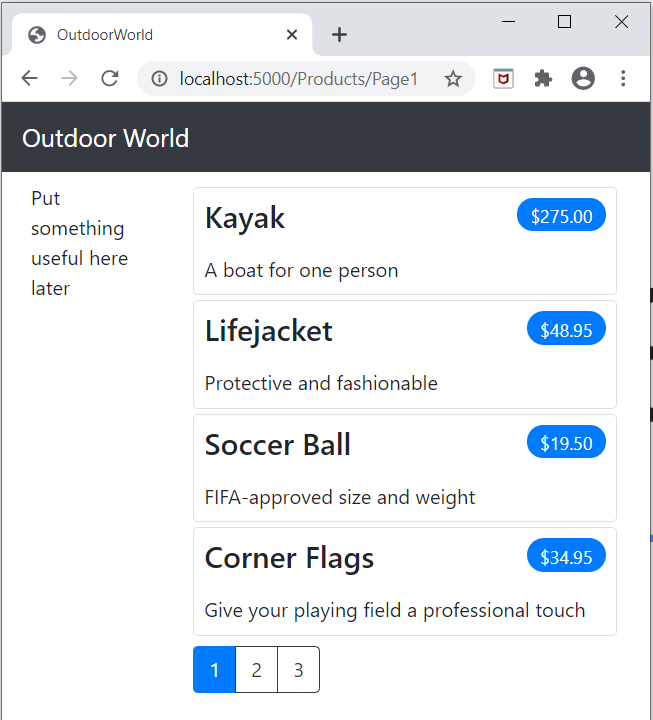 OutdoorWorld
localhost:5000/Products/Page1
Outdoor World
Put
something
useful here
later
Kayak
$275.00
A boat for one person
Lifejacket
$48.95
Protective and fashionable
Soccer Ball
$19.50
FIFA-approved size and weight
Corner Flags
$34.95
Give your playing field a professional touch
1 2 3